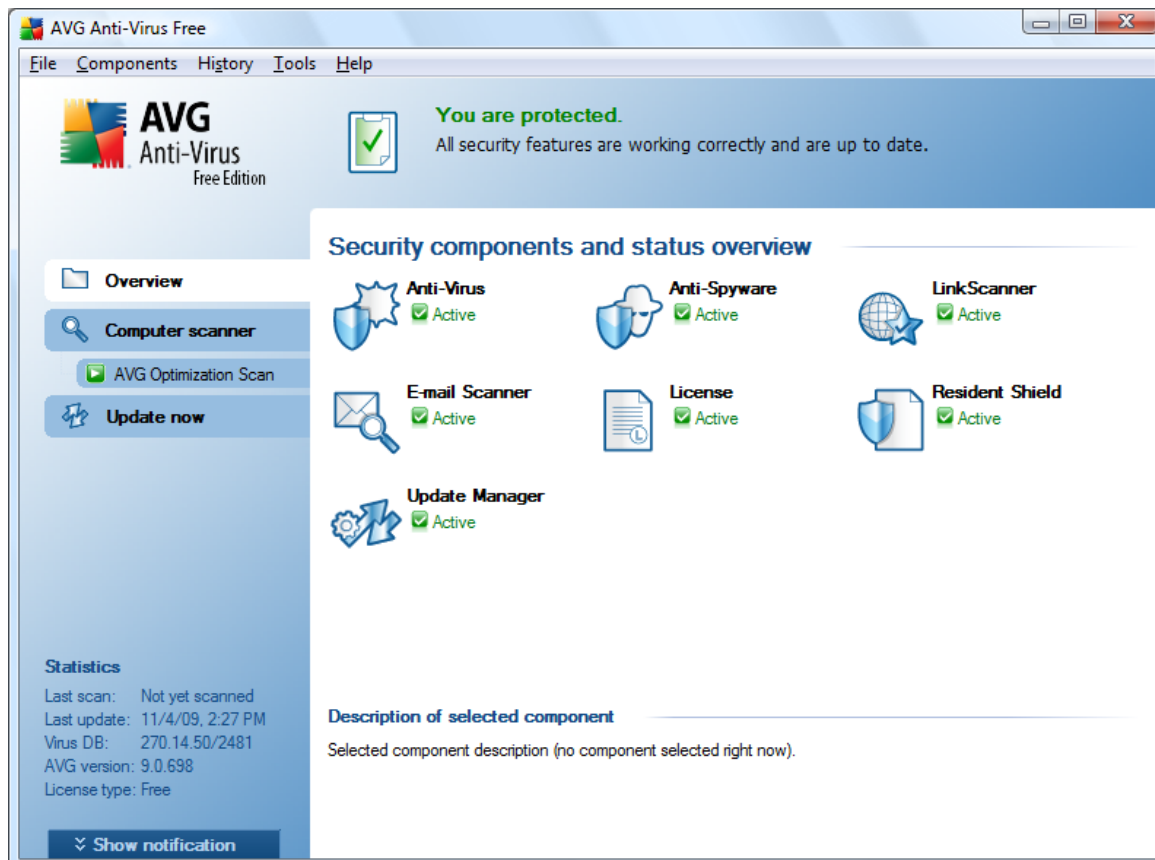 AVG Anti-Virus Free
File Components History Tools Help
AVG
Anti-Virus
Free Edition
You are protected.
All security features are working correctly and are up to date.
Overview
Computer scanner
AVG Optimization Scan
Update now
Security components and status overview
Anti-Virus
Active
Anti-Spyware
Active
LinkScanner
Active
E-mail Scanner
Active
License
Active
Resident Shield
Active
Update Manager
Active
Statistics
Last scan: Not yet scanned
Last update: 11/4/09, 2:27 PM
Virus DB: 270.14.50/2481
AVG version: 9.0.698
License type: Free
Show notification
Description of selected component
Selected component description (no component selected right now).